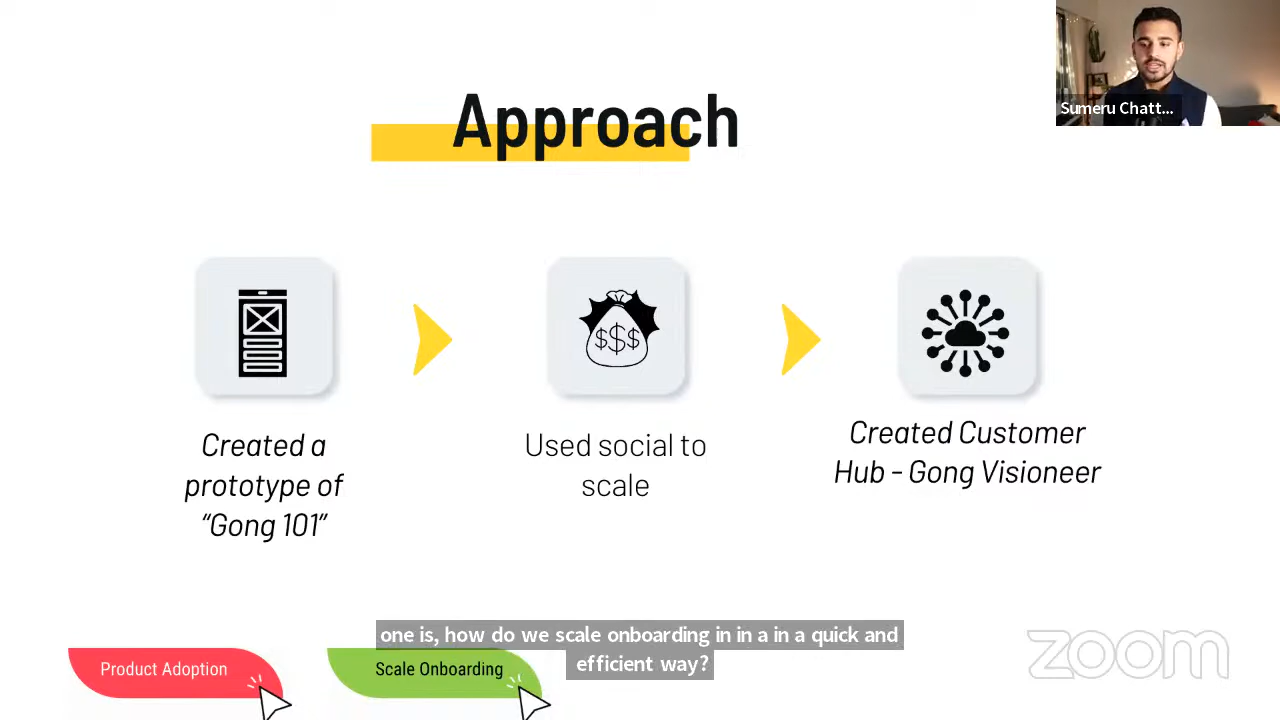 Approach
Sumeru Chatt...
$$$
Created a
prototype of
“Gong 101”
Used social to
scale
Created Customer
Hub - Gong Visioneer
one is, how do we scale onboarding in in a in a quick and
efficient way?
Product Adoption
Scale Onboarding
zoom